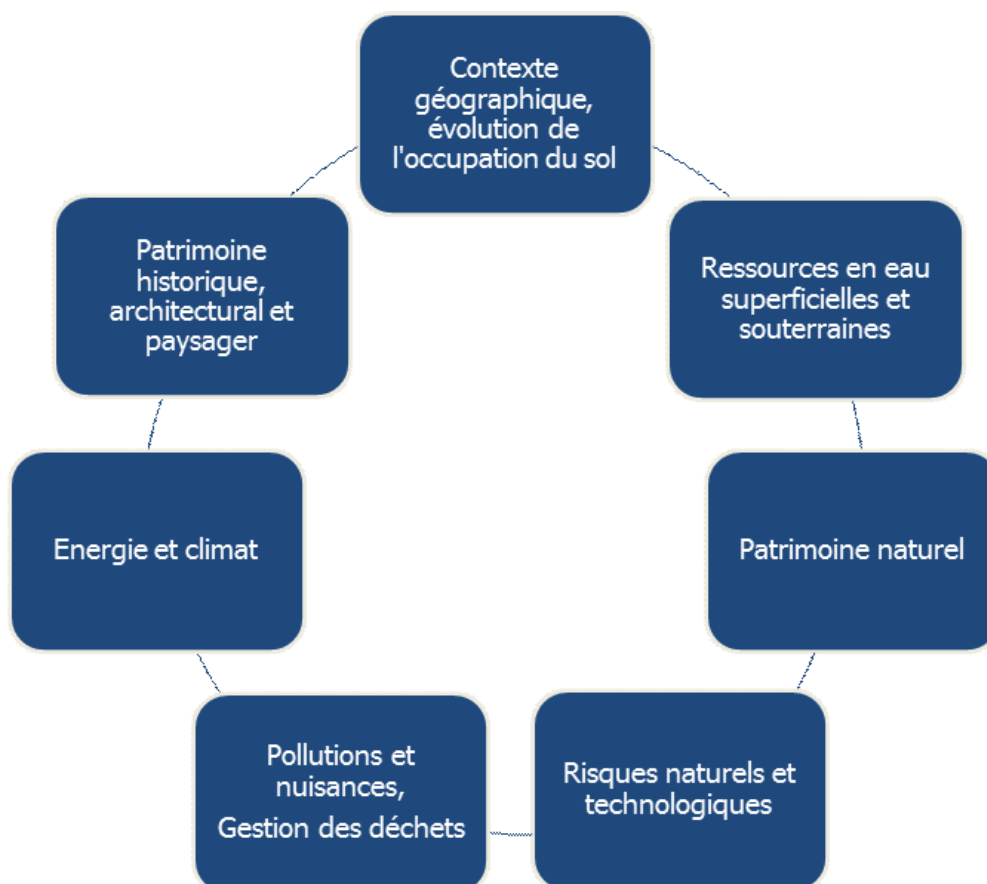 Contexte
géographique,
évolution de
l'occupation du sol
Ressources en eau
superficielles et
souterraines
Patrimoine naturel
Risques naturels et
technologiques
Pollutions et
nuisances,
Gestion des déchets
Energie et climat
Patrimoine
historique,
architectural et
paysager